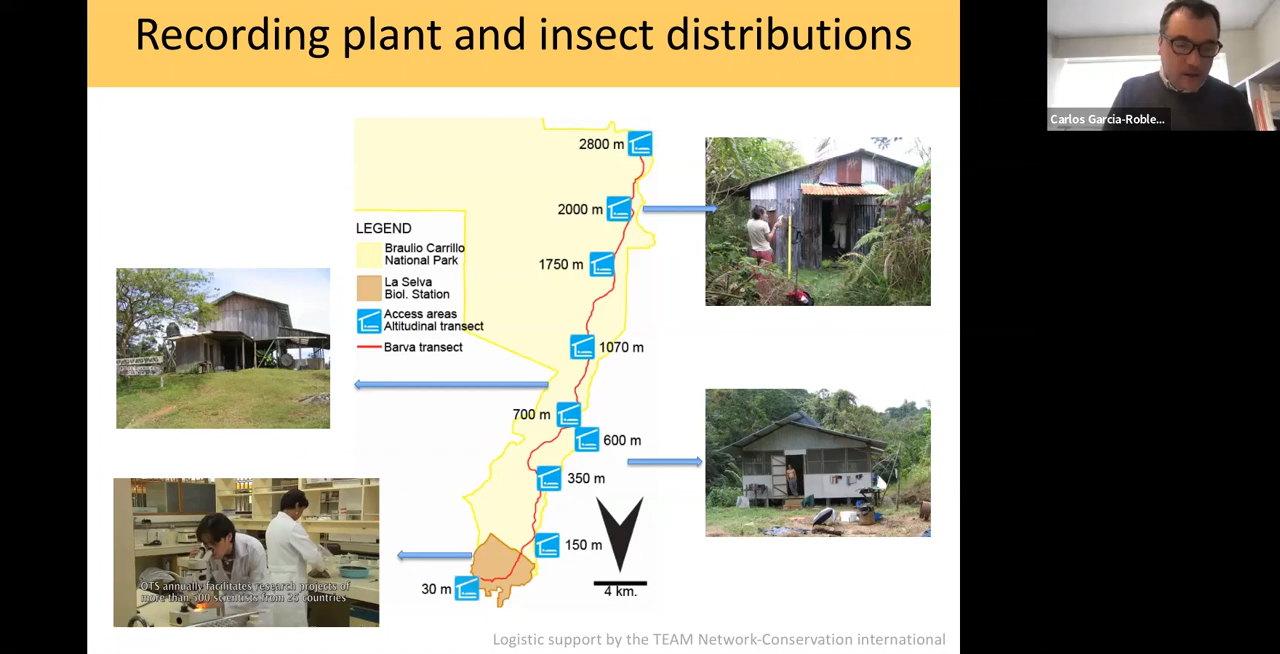 Recording plant and insect distributions
Carlos Garcia-Roble...
2800 m
2000 m
1750 m
LEGEND
Braulio Carrillo
National Park
La Selva
Biol. Station
Access areas
Altitudinal transect
Barva transect
1070 m
700 m
600 m
350 m
150 m
30 m
4 km.
OTS annually facilitates research projects of
more than 300 scientists from 25 countries
Logistic support by the TEAM Network-Conservation international